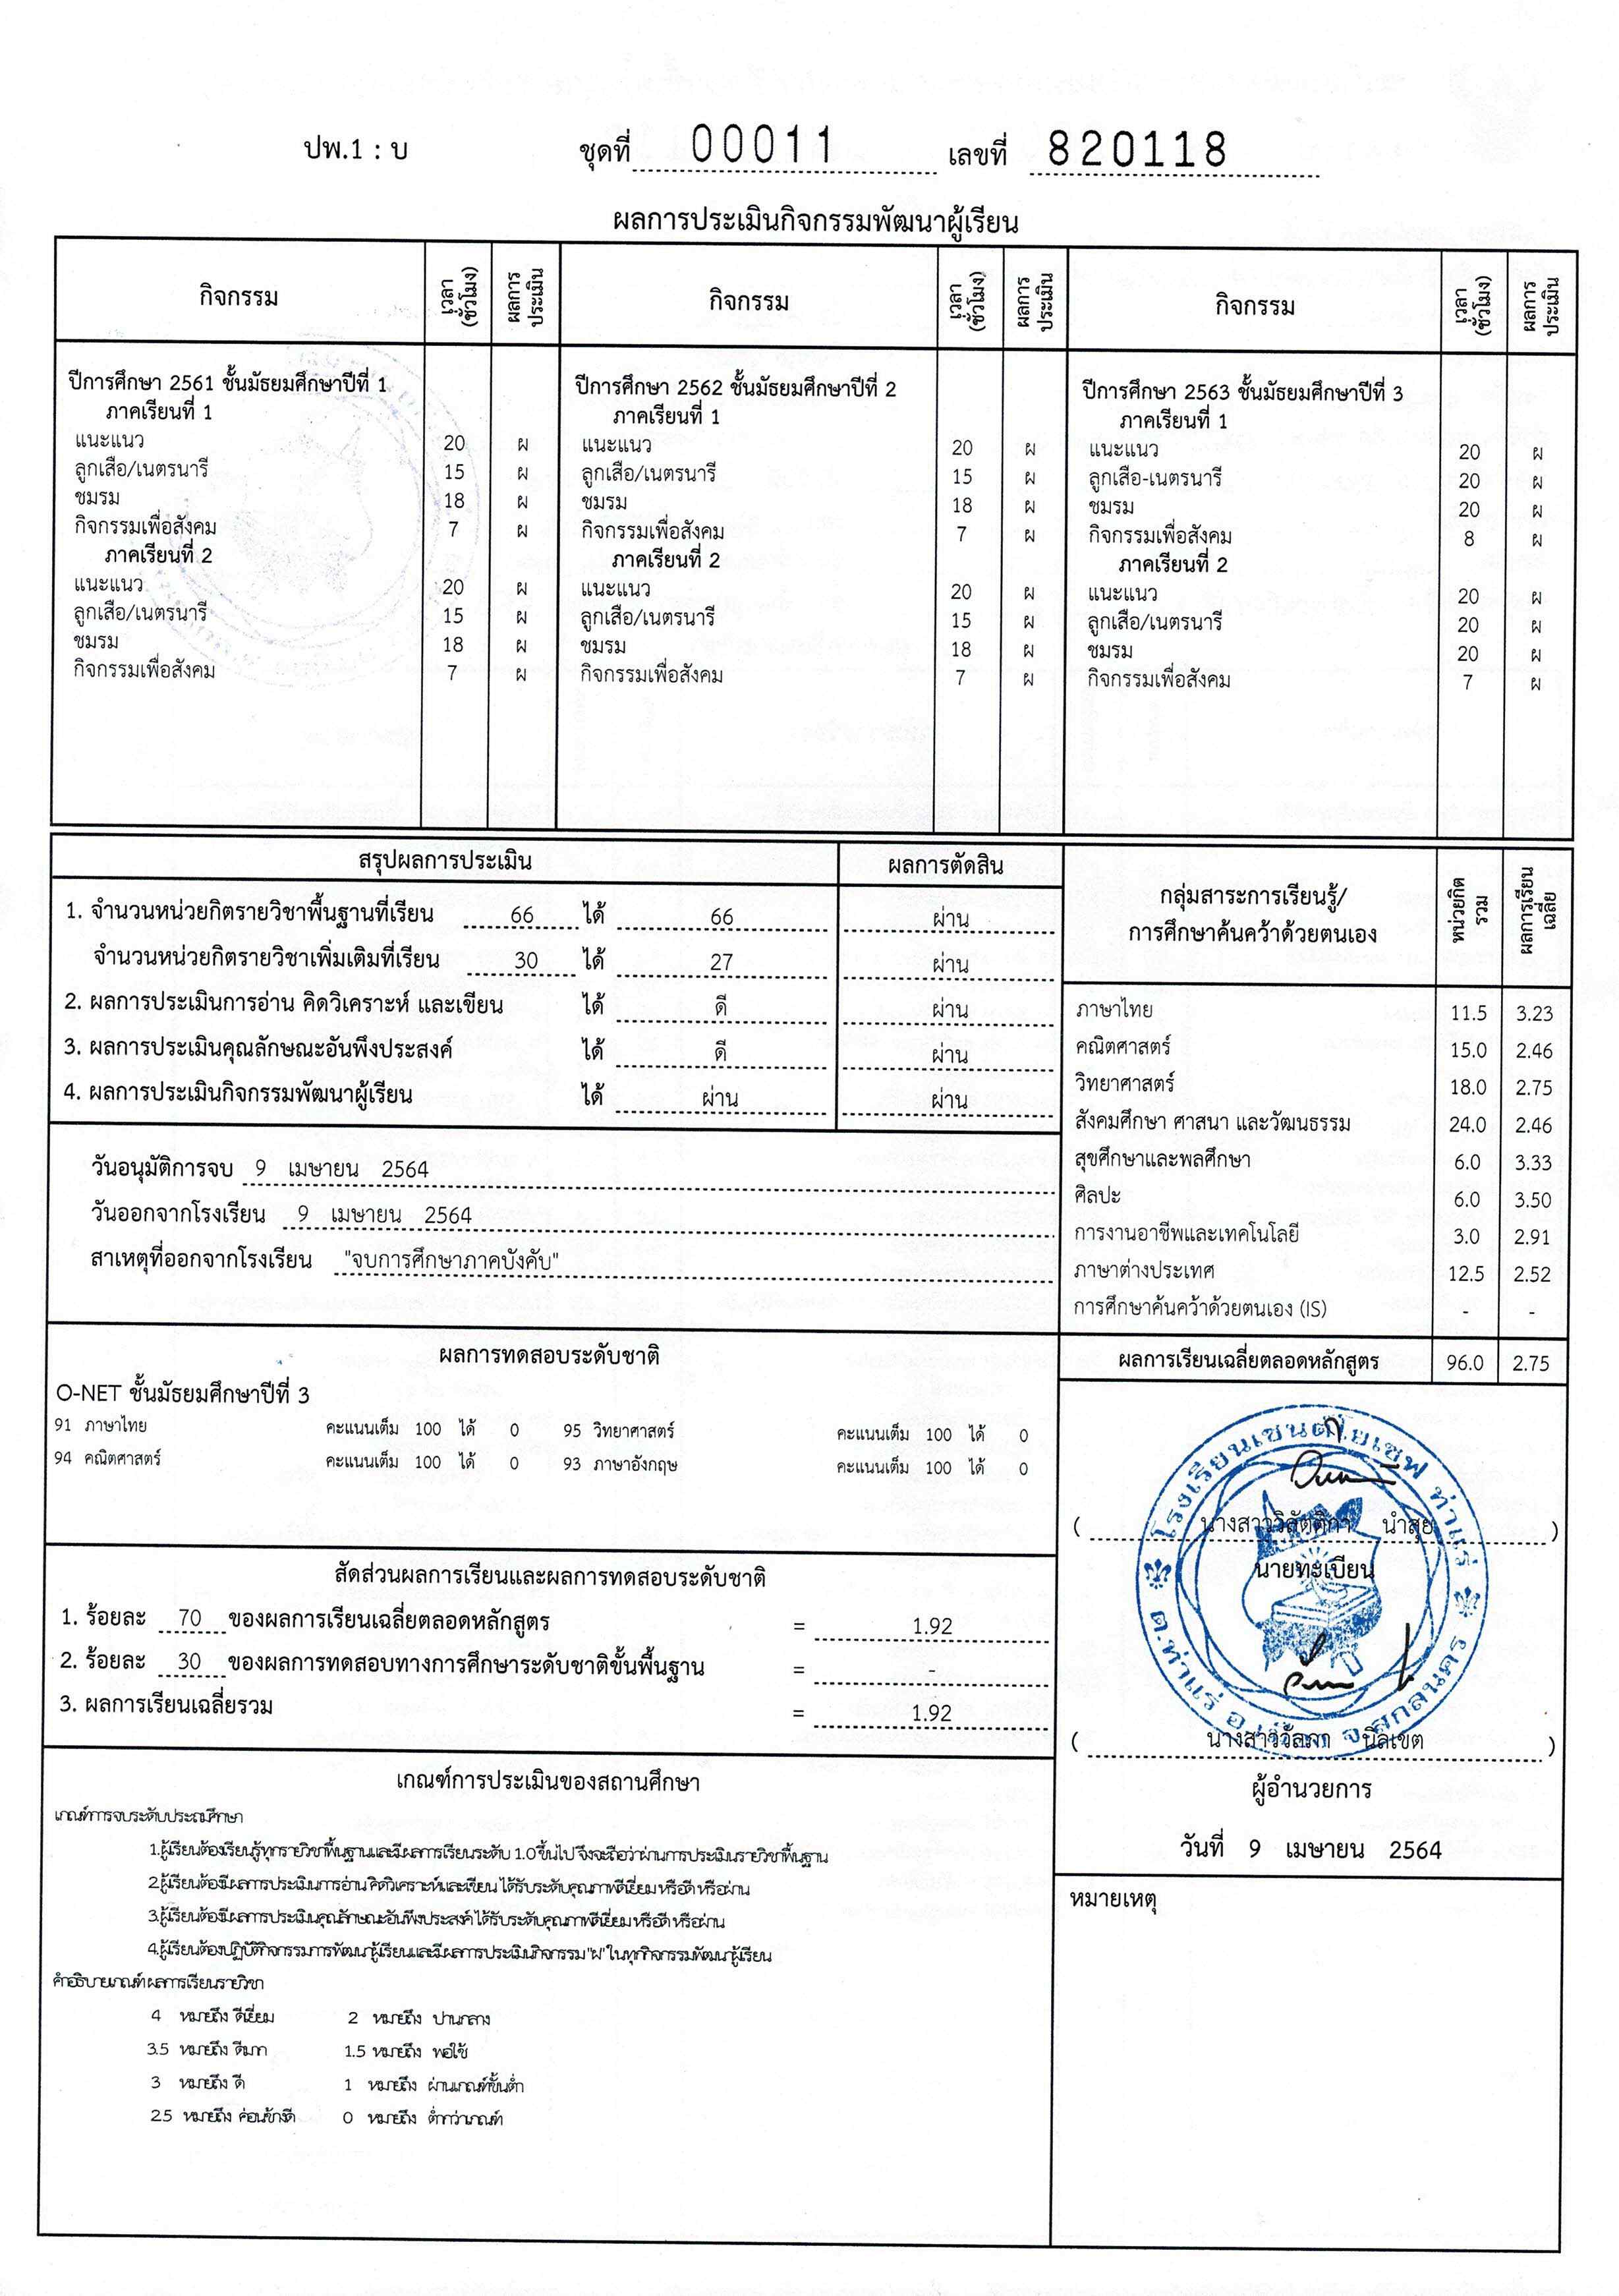 ปพ.1 : บ ชุดที่ 00011 เลขที่ 820118
ผลการประเมินกิจกรรมพัฒนาผู้เรียน
กิจกรรม เวลา (ชั่วโมง) ผลการประเมิน กิจกรรม เวลา (ชั่วโมง) ผลการประเมิน กิจกรรม เวลา (ชั่วโมง) ผลการประเมิน
ปีการศึกษา 2561 ชั้นมัธยมศึกษาปีที่ 1
ภาคเรียนที่ 1
แนะแนว 20 ผ
ลูกเสือ/เนตรนารี 15 ผ
ชมรม 18 ผ
กิจกรรมเพื่อสังคม 7 ผ
ภาคเรียนที่ 2
แนะแนว 20 ผ
ลูกเสือ/เนตรนารี 15 ผ
ชมรม 18 ผ
กิจกรรมเพื่อสังคม 7 ผ
ปีการศึกษา 2562 ชั้นมัธยมศึกษาปีที่ 2
ภาคเรียนที่ 1
แนะแนว 20 ผ
ลูกเสือ/เนตรนารี 15 ผ
ชมรม 18 ผ
กิจกรรมเพื่อสังคม 7 ผ
ภาคเรียนที่ 2
แนะแนว 20 ผ
ลูกเสือ/เนตรนารี 15 ผ
ชมรม 18 ผ
กิจกรรมเพื่อสังคม 7 ผ
ปีการศึกษา 2563 ชั้นมัธยมศึกษาปีที่ 3
ภาคเรียนที่ 1
แนะแนว 20 ผ
ลูกเสือ-เนตรนารี 20 ผ
ชมรม 20 ผ
กิจกรรมเพื่อสังคม 8 ผ
ภาคเรียนที่ 2
แนะแนว 20 ผ
ลูกเสือ/เนตรนารี 20 ผ
ชมรม 20 ผ
กิจกรรมเพื่อสังคม 7 ผ
สรุปผลการประเมิน ผลการตัดสิน
1. จำนวนหน่วยกิตรายวิชาพื้นฐานที่เรียน 66 ได้ 66 ผ่าน
จำนวนหน่วยกิตรายวิชาเพิ่มเติมที่เรียน 30 ได้ 27 ผ่าน
2. ผลการประเมินการอ่าน คิดวิเคราะห์ และเขียน ได้ ดี ผ่าน
3. ผลการประเมินคุณลักษณะอันพึงประสงค์ ได้ ดี ผ่าน
4. ผลการประเมินกิจกรรมพัฒนาผู้เรียน ได้ ผ่าน ผ่าน
วันอนุมัติการจบ 9 เมษายน 2564
วันออกจากโรงเรียน 9 เมษายน 2564
สาเหตุที่ออกจากโรงเรียน "จบการศึกษาภาคบังคับ"
กลุ่มสาระการเรียนรู้/ การศึกษาค้นคว้าด้วยตนเอง หน่วยกิตรวม ผลการเรียนเฉลี่ย
ภาษาไทย 11.5 3.23
คณิตศาสตร์ 15.0 2.46
วิทยาศาสตร์ 18.0 2.75
สังคมศึกษา ศาสนา และวัฒนธรรม 24.0 2.46
สุขศึกษาและพลศึกษา 6.0 3.33
ศิลปะ 6.0 3.50
การงานอาชีพและเทคโนโลยี 3.0 2.91
ภาษาต่างประเทศ 12.5 2.52
การศึกษาค้นคว้าด้วยตนเอง (IS) - -
ผลการเรียนเฉลี่ยตลอดหลักสูตร 96.0 2.75
ผลการทดสอบระดับชาติ
O-NET ชั้นมัธยมศึกษาปีที่ 3
91 ภาษาไทย คะแนนเต็ม 100 ได้ 0 95 วิทยาศาสตร์ คะแนนเต็ม 100 ได้ 0
94 คณิตศาสตร์ คะแนนเต็ม 100 ได้ 0 93 ภาษาอังกฤษ คะแนนเต็ม 100 ได้ 0
สัดส่วนผลการเรียนและผลการทดสอบระดับชาติ
1. ร้อยละ 70 ของผลการเรียนเฉลี่ยตลอดหลักสูตร = 1.92
2. ร้อยละ 30 ของผลการทดสอบทางการศึกษาระดับชาติขั้นพื้นฐาน = -
3. ผลการเรียนเฉลี่ยรวม = 1.92
เกณฑ์การประเมินของสถานศึกษา
เกณฑ์การจบระดับประถมศึกษา
1.ผู้เรียนต้องเรียนรู้ทุกรายวิชาพื้นฐานและมีผลการเรียนระดับ 1.0 ขึ้นไป จึงจะถือว่าผ่านการประเมินรายวิชาพื้นฐาน
2.ผู้เรียนต้องมีผลการประเมินการอ่าน คิดวิเคราะห์และเขียน ได้รับระดับคุณภาพดีเยี่ยม หรือดี หรือผ่าน
3.ผู้เรียนต้องมีผลการประเมินคุณลักษณะอันพึงประสงค์ ได้รับระดับคุณภาพดีเยี่ยม หรือดี หรือผ่าน
4.ผู้เรียนต้องปฏิบัติกิจกรรมการพัฒนาผู้เรียนและมีผลการประเมินกิจกรรม "ผ" ในทุกกิจกรรมพัฒนาผู้เรียน
คำอธิบายเกณฑ์ ผลการเรียนรายวิชา
4 หมายถึง ดีเยี่ยม 2 หมายถึง ปานกลาง
3.5 หมายถึง ดีมาก 1.5 หมายถึง พอใช้
3 หมายถึง ดี 1 หมายถึง ผ่านเกณฑ์ขั้นต่ำ
2.5 หมายถึง ค่อนข้างดี 0 หมายถึง ต่ำกว่าเกณฑ์
โรงเรียนเซนต์โยเซฟ ท่าแร่
ต.ท่าแร่ อ.เมือง จ.สกลนคร
( นางสาว นำสุย )
นายทะเบียน
( นางสาว นิลเขต )
ผู้อำนวยการ
วันที่ 9 เมษายน 2564
หมายเหตุ